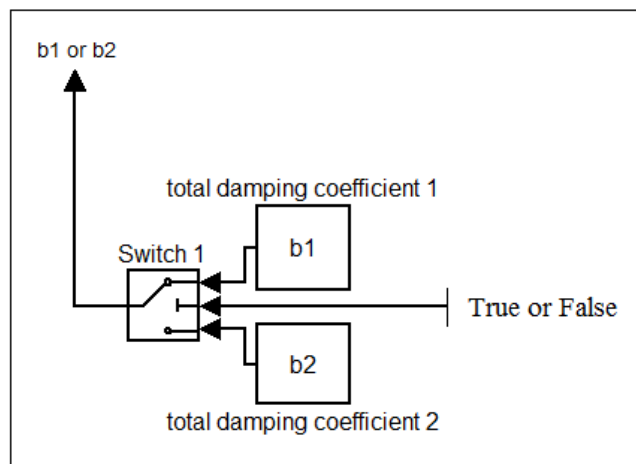 b1 or b2
total damping coefficient 1
Switch 1
b1
True or False
b2
total damping coefficient 2